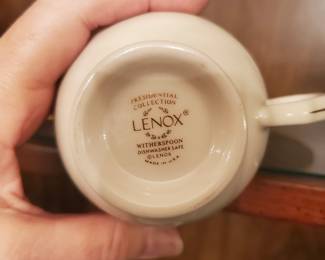 PRESIDENTIAL
COLLECTION
LENOX®
WITHERSPOON
DISHWASHER SAFE
©LENOX
MADE IN U.S.A.